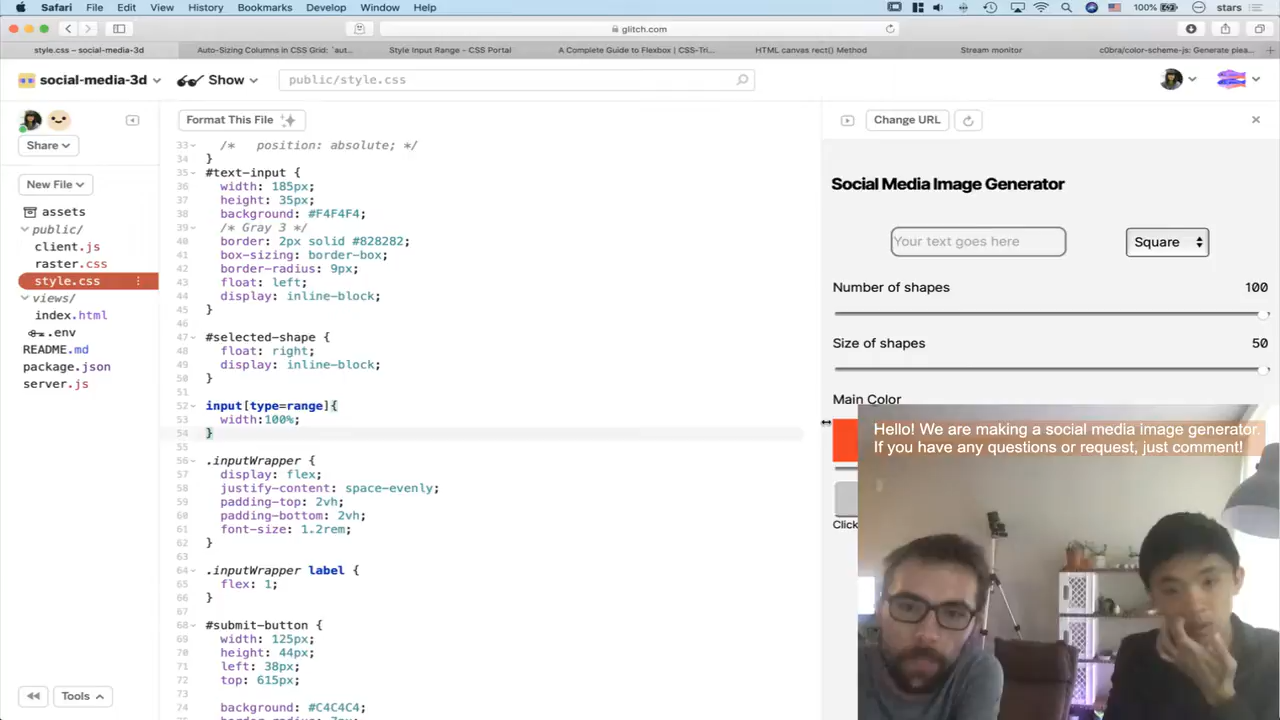 Safari File Edit View History Bookmarks Develop Window Help 100% stars
glitch.com
style.css – social-media-3d Auto-Sizing Columns in CSS Grid: `aut... Style Input Range - CSS Portal A Complete Guide to Flexbox | CSS-Tri... HTML canvas rect() Method Stream monitor c0bra/color-scheme-js: Generate plea...
social-media-3d Show public/style.css
Share
New File
assets
public/
client.js
raster.css
style.css
views/
index.html
.env
README.md
package.json
server.js
Tools
Format This File
33 /* position: absolute; */
34 }
35 #text-input {
36 width: 185px;
37 height: 35px;
38 background: #F4F4F4;
39 /* Gray 3 */
40 border: 2px solid #828282;
41 box-sizing: border-box;
42 border-radius: 9px;
43 float: left;
44 display: inline-block;
45 }
46
47 #selected-shape {
48 float: right;
49 display: inline-block;
50 }
51
52 input[type=range]{
53 width:100%;
54 }
55
56 .inputWrapper {
57 display: flex;
58 justify-content: space-evenly;
59 padding-top: 2vh;
60 padding-bottom: 2vh;
61 font-size: 1.2rem;
62 }
63
64 .inputWrapper label {
65 flex: 1;
66 }
67
68 #submit-button {
69 width: 125px;
70 height: 44px;
71 left: 38px;
72 top: 615px;
73
74 background: #C4C4C4;
Change URL
Social Media Image Generator
Your text goes here Square
Number of shapes 100
Size of shapes 50
Main Color
Hello! We are making a social media image generator.
If you have any questions or request, just comment!
Click